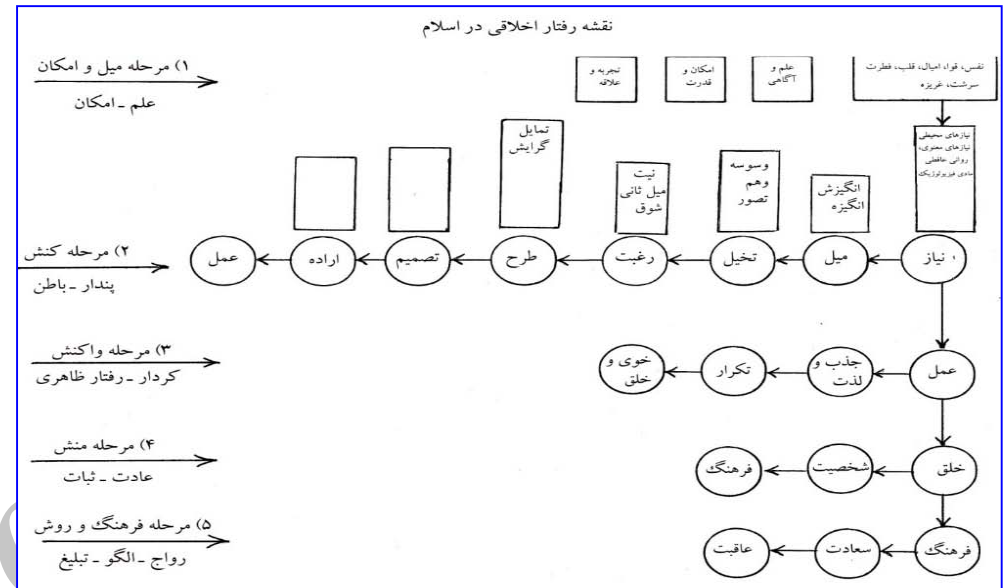 نقشه رفتار اخلاقی در اسلام
۱) مرحله میل و امکان
علم ـ امکان
نفس، قوا، امیال، قلب، فطرت
سرشت، غریزه
علم و
آگاهی
امکان و
قدرت
تجربه و
علاقه
نیازهای محیطی
نیازهای معنوی،
روانی عاطفی
مادی فیزیولوژیک
انگیزش
انگیزه
وسوسه
وهم
تصور
نیت
میل ثانی
شوق
تمایل
گرایش
۲) مرحله کنش
پندار ـ باطن
نیاز
میل
تخیل
رغبت
طرح
تصمیم
اراده
عمل
۳) مرحله واکنش
کردار ـ رفتار ظاهری
عمل
جذب و
لذت
تکرار
خوی و
خلق
۴) مرحله منش
عادت ـ ثبات
خلق
شخصیت
فرهنگ
۵) مرحله فرهنگ و روش
رواج ـ الگو ـ تبلیغ
فرهنگ
سعادت
عاقبت